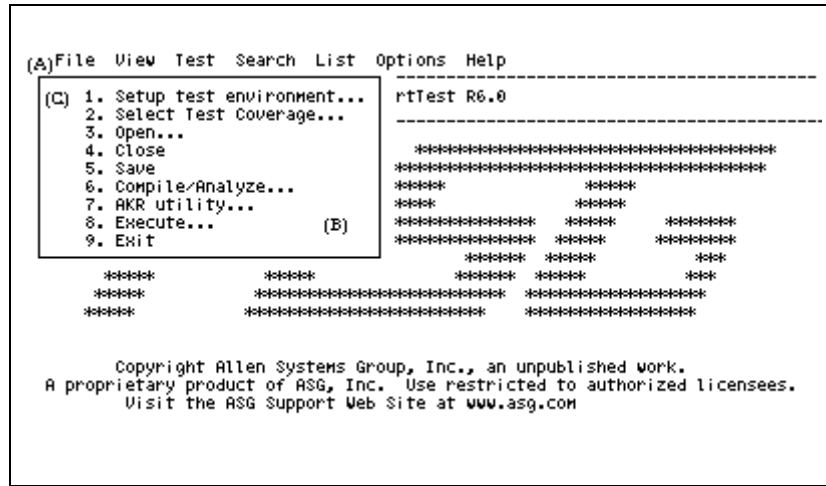 (A) File View Test Search List Options Help
-----------------------------------------------
(C) 1. Setup test environment... rtTest R6.0
2. Select Test Coverage...
-----------------------------------------------
3. Open...
4. Close
5. Save
6. Compile/Analyze...
7. AKR utility...
8. Execute... (B)
9. Exit
Copyright Allen Systems Group, Inc., an unpublished work.
A proprietary product of ASG, Inc. Use restricted to authorized licensees.
Visit the ASG Support Web Site at www.asg.com